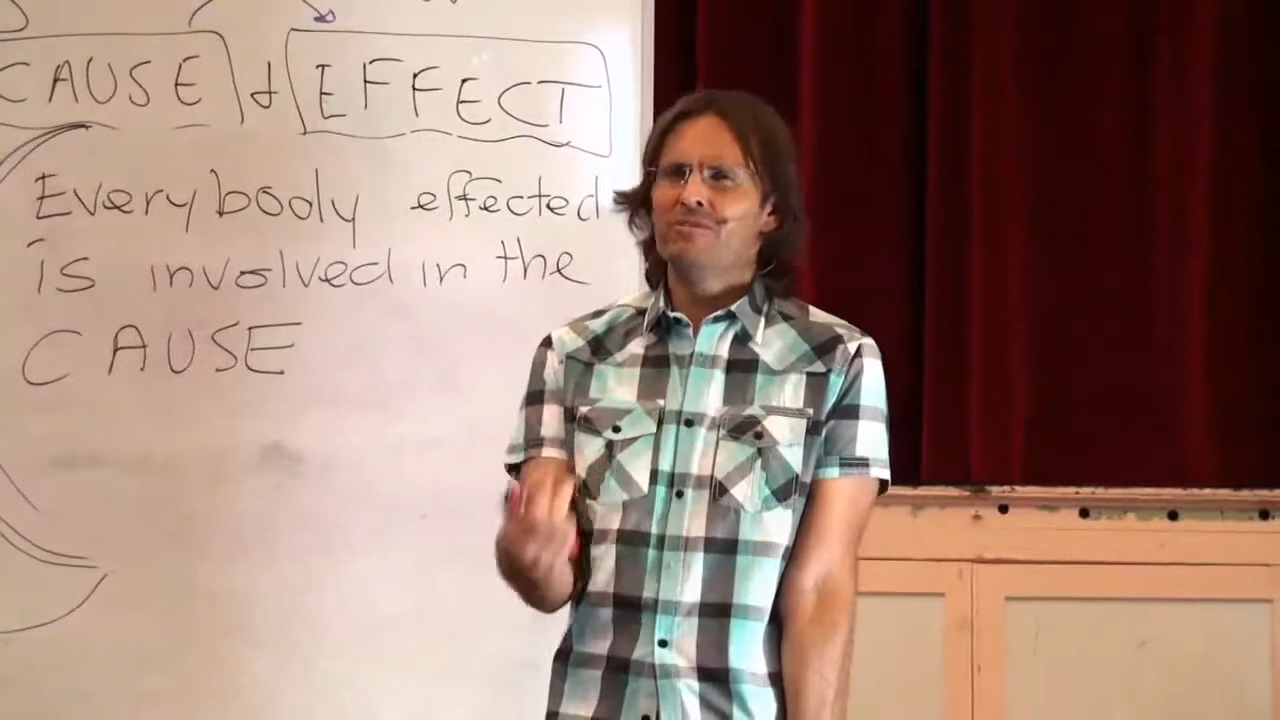 CAUSE & EFFECT
Everybody effected
is involved in the
CAUSE